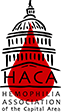 HACA
HEMOPHILIA
ASSOCIATION
of the Capital Area